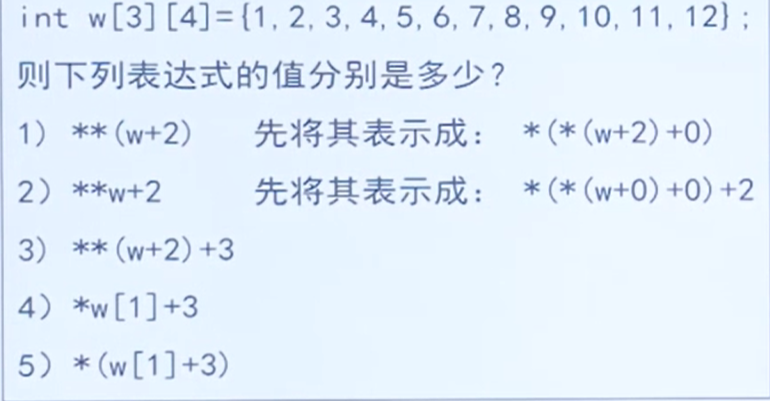 int w[3][4]={1, 2, 3, 4, 5, 6, 7, 8, 9, 10, 11, 12};
则下列表达式的值分别是多少?
1) **(w+2) 先将其表示成: *(*(w+2)+0)
2) **w+2 先将其表示成: *(*(w+0)+0)+2
3) **(w+2)+3
4) *w[1]+3
5) *(w[1]+3)